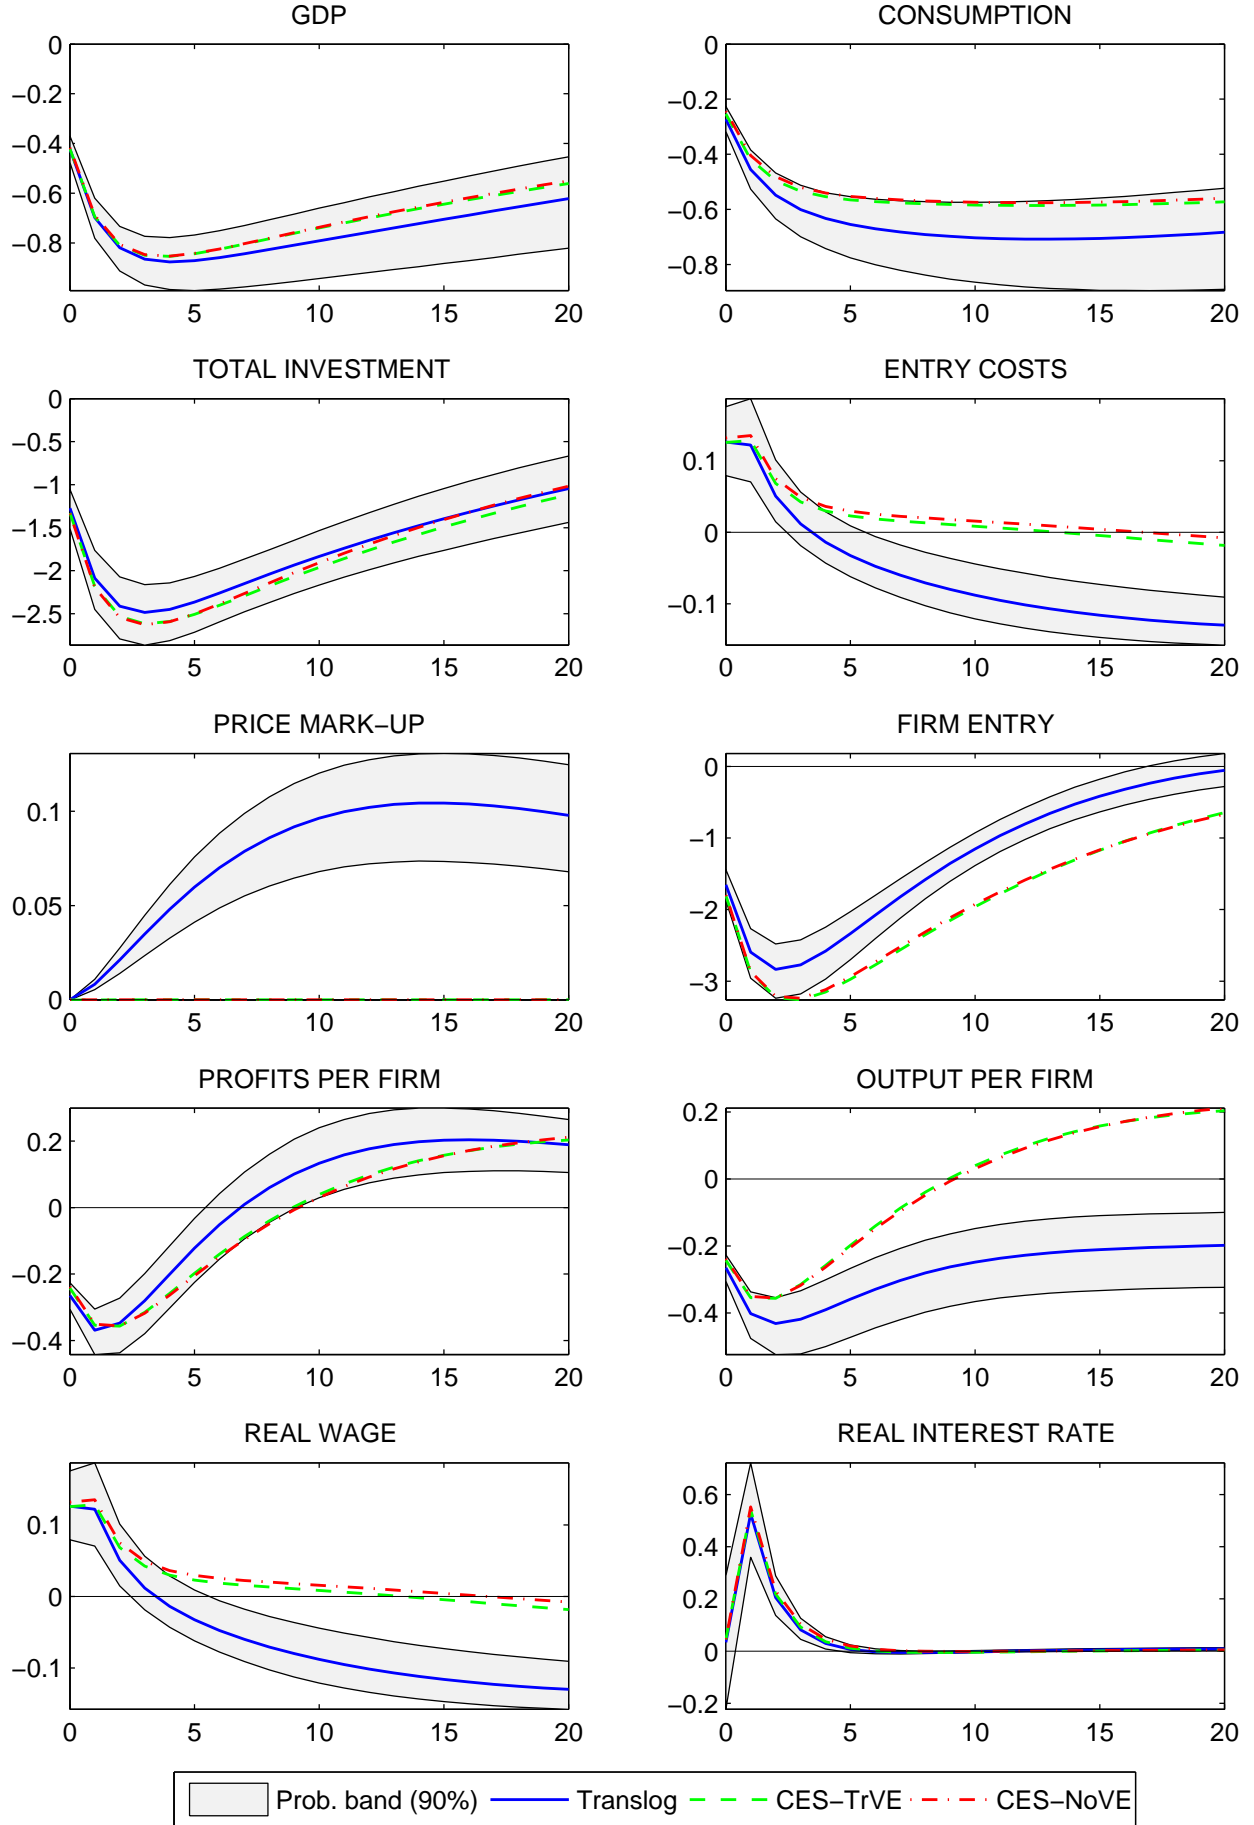 GDP
0
−0.2
−0.4
−0.6
−0.8
0 5 10 15 20
CONSUMPTION
0
−0.2
−0.4
−0.6
−0.8
0 5 10 15 20
TOTAL INVESTMENT
0
−0.5
−1
−1.5
−2
−2.5
0 5 10 15 20
ENTRY COSTS
0.1
0
−0.1
0 5 10 15 20
PRICE MARK−UP
0.1
0.05
0
0 5 10 15 20
FIRM ENTRY
0
−1
−2
−3
0 5 10 15 20
PROFITS PER FIRM
0.2
0
−0.2
−0.4
0 5 10 15 20
OUTPUT PER FIRM
0.2
0
−0.2
−0.4
0 5 10 15 20
REAL WAGE
0.1
0
−0.1
0 5 10 15 20
REAL INTEREST RATE
0.6
0.4
0.2
0
−0.2
0 5 10 15 20
Prob. band (90%) Translog CES−TrVE CES−NoVE